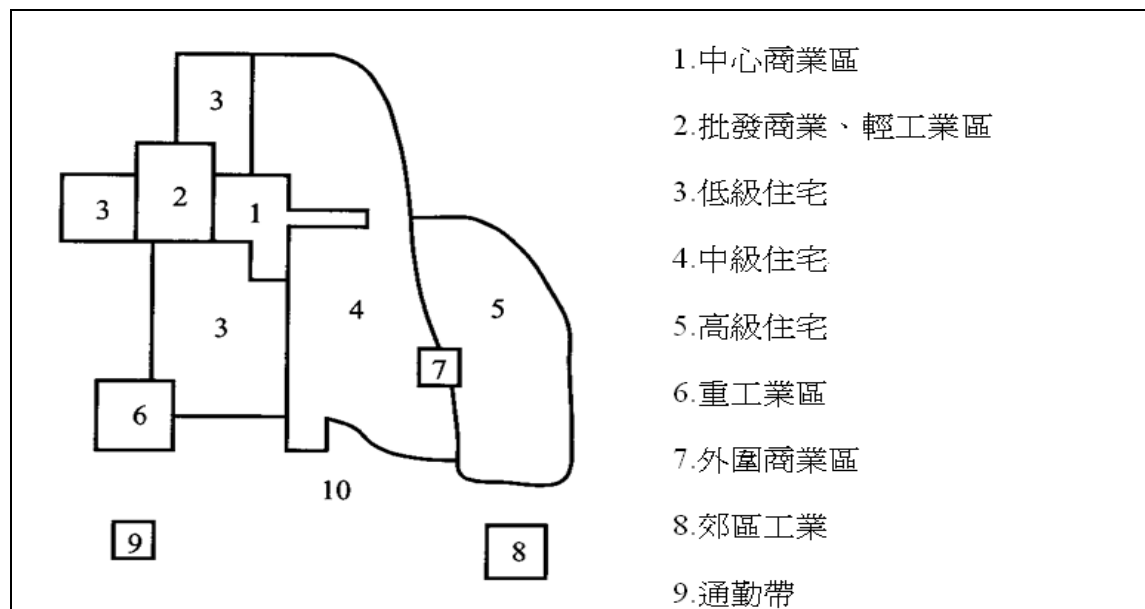 3
3
2
1
3
4
5
7
6
10
9
8
1.中心商業區
2.批發商業、輕工業區
3.低級住宅
4.中級住宅
5.高級住宅
6.重工業區
7.外圍商業區
8.郊區工業
9.通勤帶